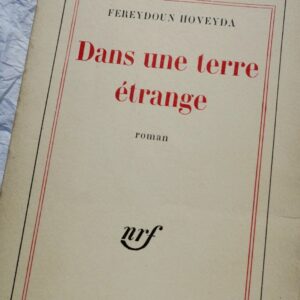 FEREYDOUN HOVEYDA
Dans une terre
étrange
roman
nrf